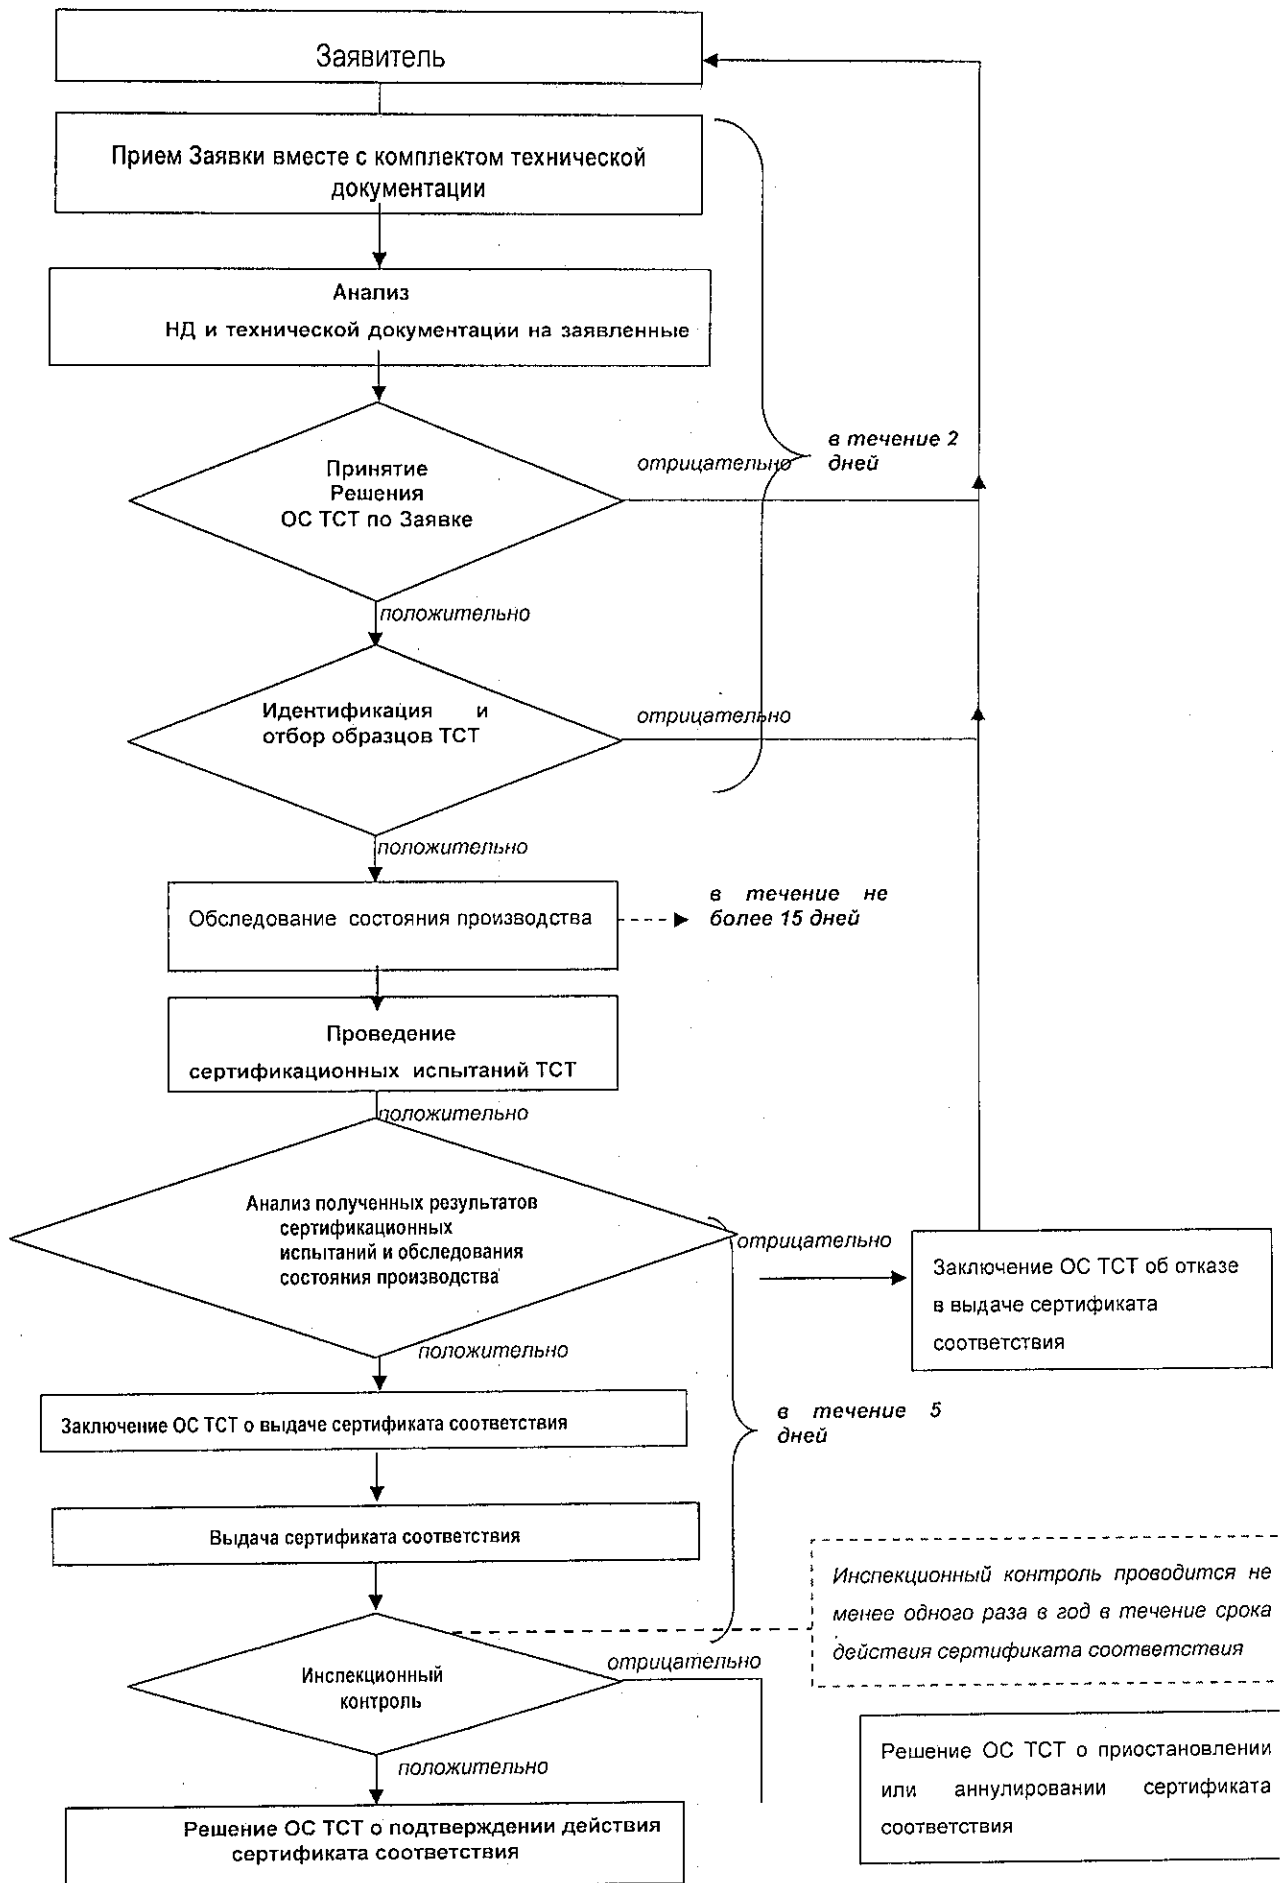 Заявитель
Прием Заявки вместе с комплектом технической
документации
Анализ
НД и технической документации на заявленные
в течение 2
дней
отрицательно
Принятие
Решения
ОС ТСТ по Заявке
положительно
отрицательно
Идентификация и
отбор образцов ТСТ
положительно
Обследование состояния производства
в течение не
более 15 дней
Проведение
сертификационных испытаний ТСТ
положительно
Анализ полученных результатов
сертификационных
испытаний и обследования
состояния производства
отрицательно
Заключение ОС ТСТ об отказе
в выдаче сертификата
соответствия
положительно
Заключение ОС ТСТ о выдаче сертификата соответствия
в течение 5
дней
Выдача сертификата соответствия
Инспекционный контроль проводится не
менее одного раза в год в течение срока
действия сертификата соответствия
отрицательно
Инспекционный
контроль
положительно
Решение ОС ТСТ о приостановлении
или аннулировании сертификата
соответствия
Решение ОС ТСТ о подтверждении действия
сертификата соответствия